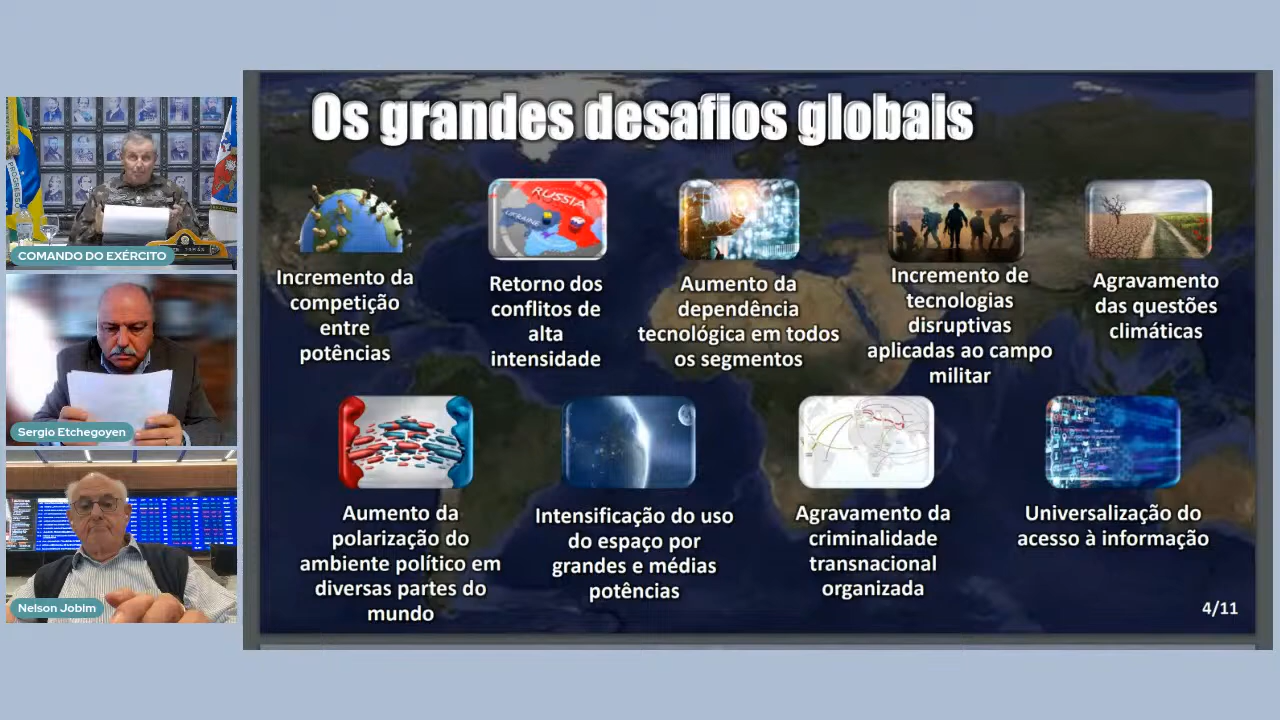 Os grandes desafios globais
PROGRESSO
COMANDO DO EXÉRCITO
Sergio Etchegoyen
Nelson Jobim
RUSSIA
UKRAINE
Incremento da
competição
entre
potências
Retorno dos
conflitos de
alta
intensidade
Aumento da
dependência
tecnológica em todos
os segmentos
Incremento de
tecnologias
disruptivas
aplicadas ao campo
militar
Agravamento
das questões
climáticas
Aumento da
polarização do
ambiente político em
diversas partes do
mundo
Intensificação do uso
do espaço por
grandes e médias
potências
Agravamento da
criminalidade
transnacional
organizada
Universalização do
acesso à informação
4/11